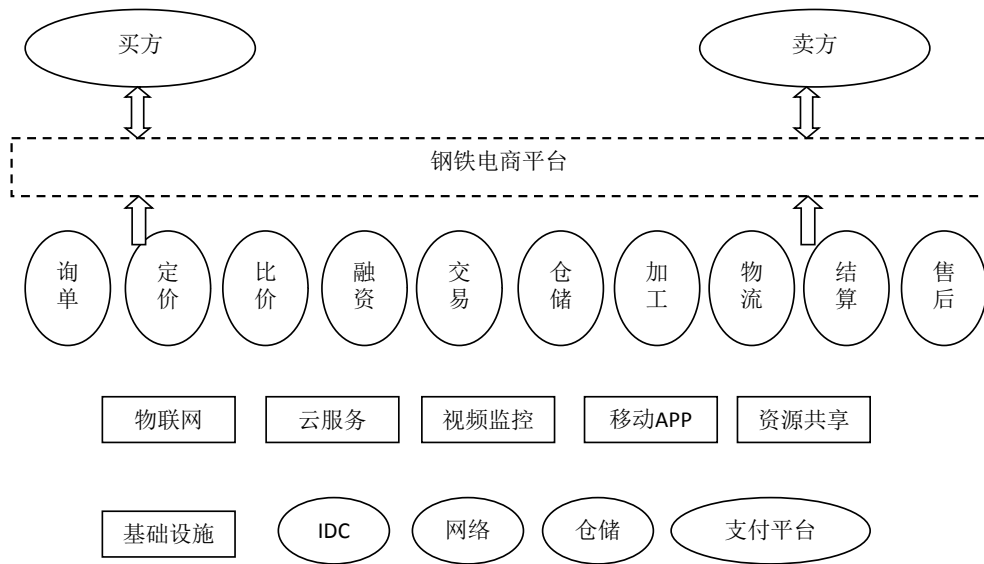 买方
卖方
钢铁电商平台
询单
定价
比价
融资
交易
仓储
加工
物流
结算
售后
物联网
云服务
视频监控
移动APP
资源共享
基础设施
IDC
网络
仓储
支付平台